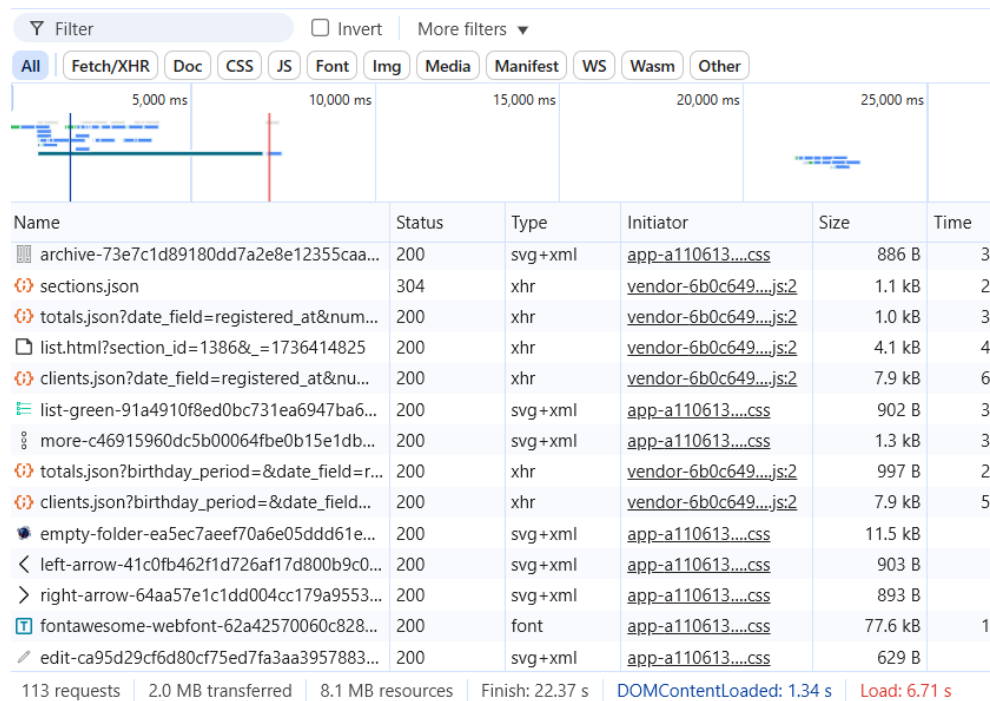 Filter Invert More filters ▼
All Fetch/XHR Doc CSS JS Font Img Media Manifest WS Wasm Other
5,000 ms 10,000 ms 15,000 ms 20,000 ms 25,000 ms
Name Status Type Initiator Size Time
archive-73e7c1d89180dd7a2e8e12355caa... 200 svg+xml app-a110613....css 886 B 3
sections.json 304 xhr vendor-6b0c649....js:2 1.1 kB 2
totals.json?date_field=registered_at&num... 200 xhr vendor-6b0c649....js:2 1.0 kB 3
list.html?section_id=1386&_=1736414825 200 xhr vendor-6b0c649....js:2 4.1 kB 4
clients.json?date_field=registered_at&nu... 200 xhr vendor-6b0c649....js:2 7.9 kB 6
list-green-91a4910f8ed0bc731ea6947ba6... 200 svg+xml app-a110613....css 902 B 3
more-c46915960dc5b00064fbe0b15e1db... 200 svg+xml app-a110613....css 1.3 kB 3
totals.json?birthday_period=&date_field=r... 200 xhr vendor-6b0c649....js:2 997 B 2
clients.json?birthday_period=&date_field... 200 xhr vendor-6b0c649....js:2 7.9 kB 5
empty-folder-ea5ec7aeef70a6e05ddd61e... 200 svg+xml app-a110613....css 11.5 kB
left-arrow-41c0fb462f1d726af17d800b9c0... 200 svg+xml app-a110613....css 903 B
right-arrow-64aa57e1c1dd004cc179a9553... 200 svg+xml app-a110613....css 893 B
fontawesome-webfont-62a42570060c828... 200 font app-a110613....css 77.6 kB 1
edit-ca95d29cf6d80cf75ed7fa3aa3957883... 200 svg+xml app-a110613....css 629 B
113 requests 2.0 MB transferred 8.1 MB resources Finish: 22.37 s DOMContentLoaded: 1.34 s Load: 6.71 s